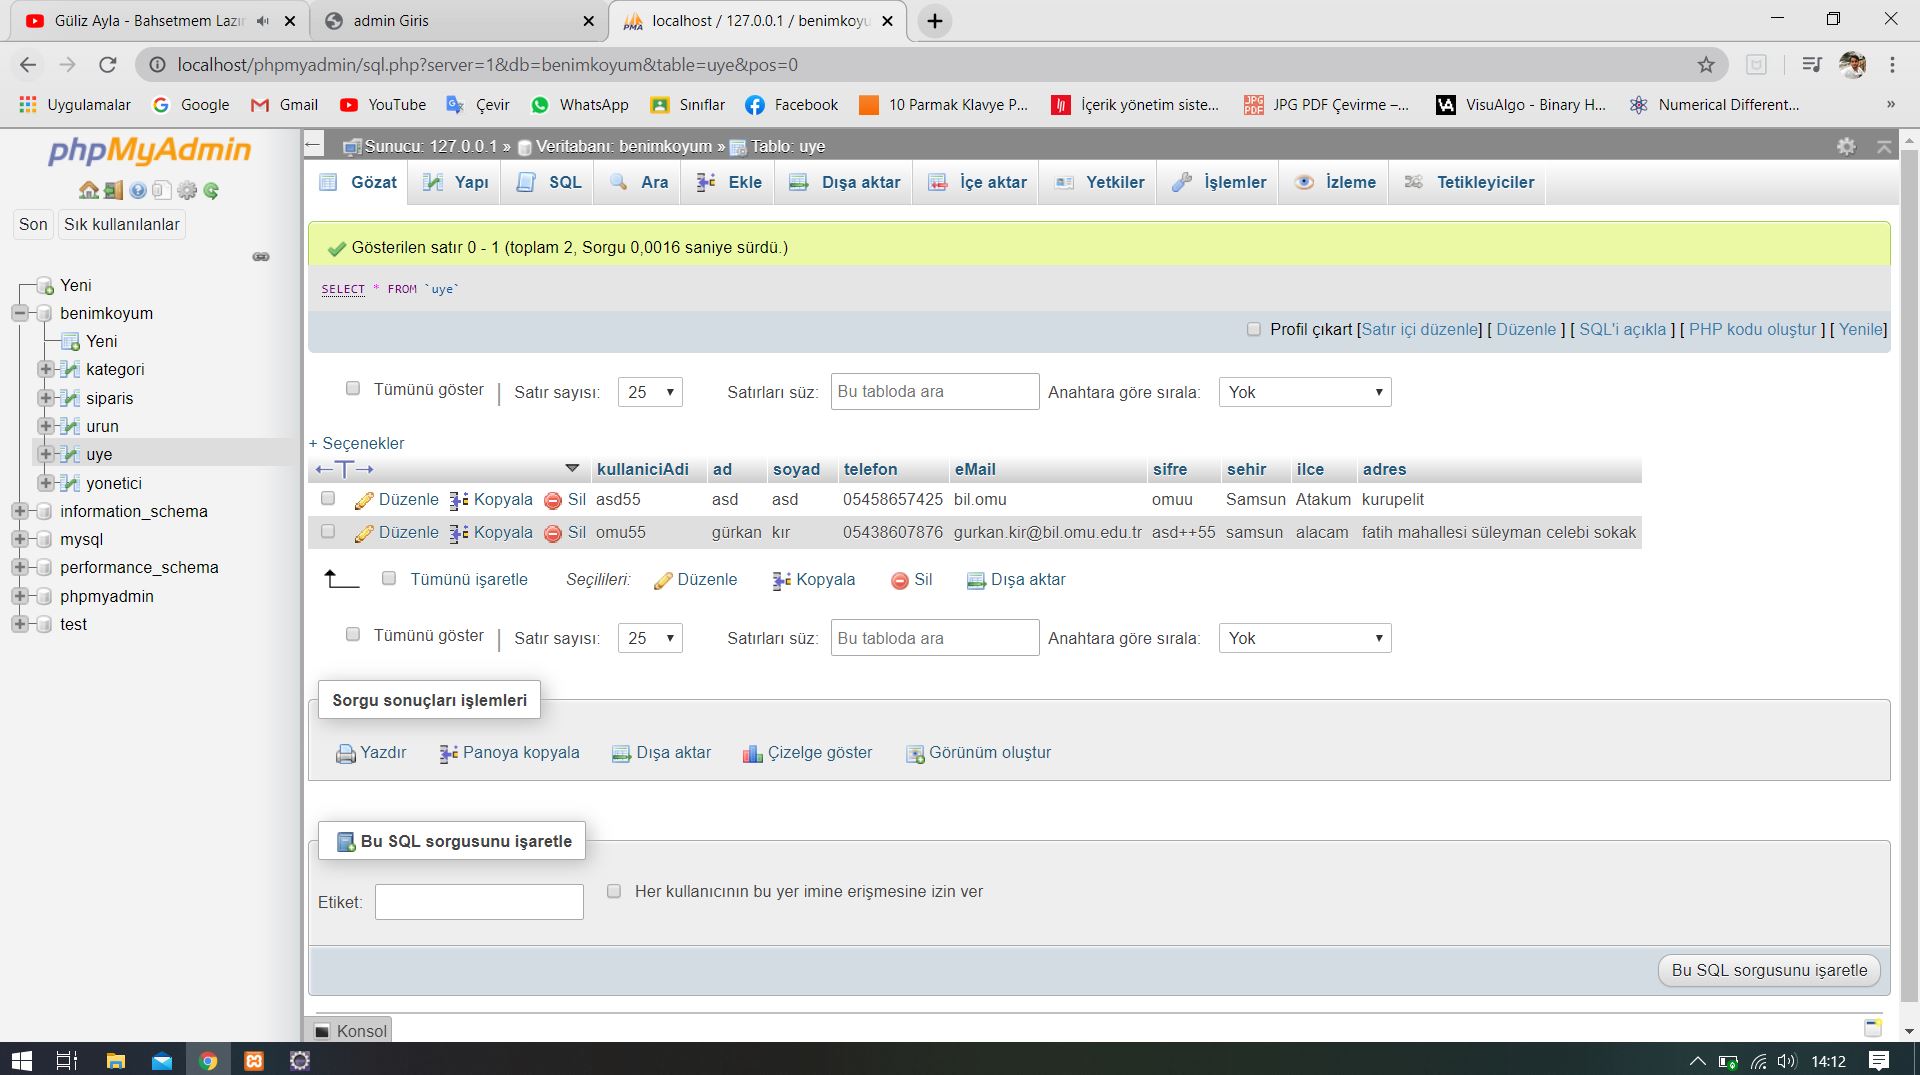 Güliz Ayla - Bahsetmem Lazı
admin Giris
localhost / 127.0.0.1 / benimkoyu
localhost/phpmyadmin/sql.php?server=1&db=benimkoyum&table=uye&pos=0
Uygulamalar Google Gmail YouTube Çevir WhatsApp Sınıflar Facebook 10 Parmak Klavye P... İçerik yönetim siste... JPG PDF Çevirme –... VisuAlgo - Binary H... Numerical Different... »
phpMyAdmin
Son Sık kullanılanlar
Yeni
benimkoyum
Yeni
kategori
siparis
urun
uye
yonetici
information_schema
mysql
performance_schema
phpmyadmin
test
Sunucu: 127.0.0.1 » Veritabanı: benimkoyum » Tablo: uye
Gözat Yapı SQL Ara Ekle Dışa aktar İçe aktar Yetkiler İşlemler İzleme Tetikleyiciler
Gösterilen satır 0 - 1 (toplam 2, Sorgu 0,0016 saniye sürdü.)
SELECT * FROM `uye`
Profil çıkart [Satır içi düzenle] [ Düzenle ] [ SQL'i açıkla ] [ PHP kodu oluştur ] [ Yenile]
Tümünü göster | Satır sayısı: 25 Satırları süz: Bu tabloda ara Anahtara göre sırala: Yok
+ Seçenekler
←T→ kullaniciAdi ad soyad telefon eMail sifre sehir ilce adres
Düzenle Kopyala Sil asd55 asd asd 05458657425 bil.omu omuu Samsun Atakum kurupelit
Düzenle Kopyala Sil omu55 gürkan kır 05438607876 gurkan.kir@bil.omu.edu.tr asd++55 samsun alacam fatih mahallesi süleyman celebi sokak
Tümünü işaretle Seçilileri: Düzenle Kopyala Sil Dışa aktar
Tümünü göster | Satır sayısı: 25 Satırları süz: Bu tabloda ara Anahtara göre sırala: Yok
Sorgu sonuçları işlemleri
Yazdır Panoya kopyala Dışa aktar Çizelge göster Görünüm oluştur
Bu SQL sorgusunu işaretle
Etiket: Her kullanıcının bu yer imine erişmesine izin ver
Bu SQL sorgusunu işaretle
Konsol
14:12